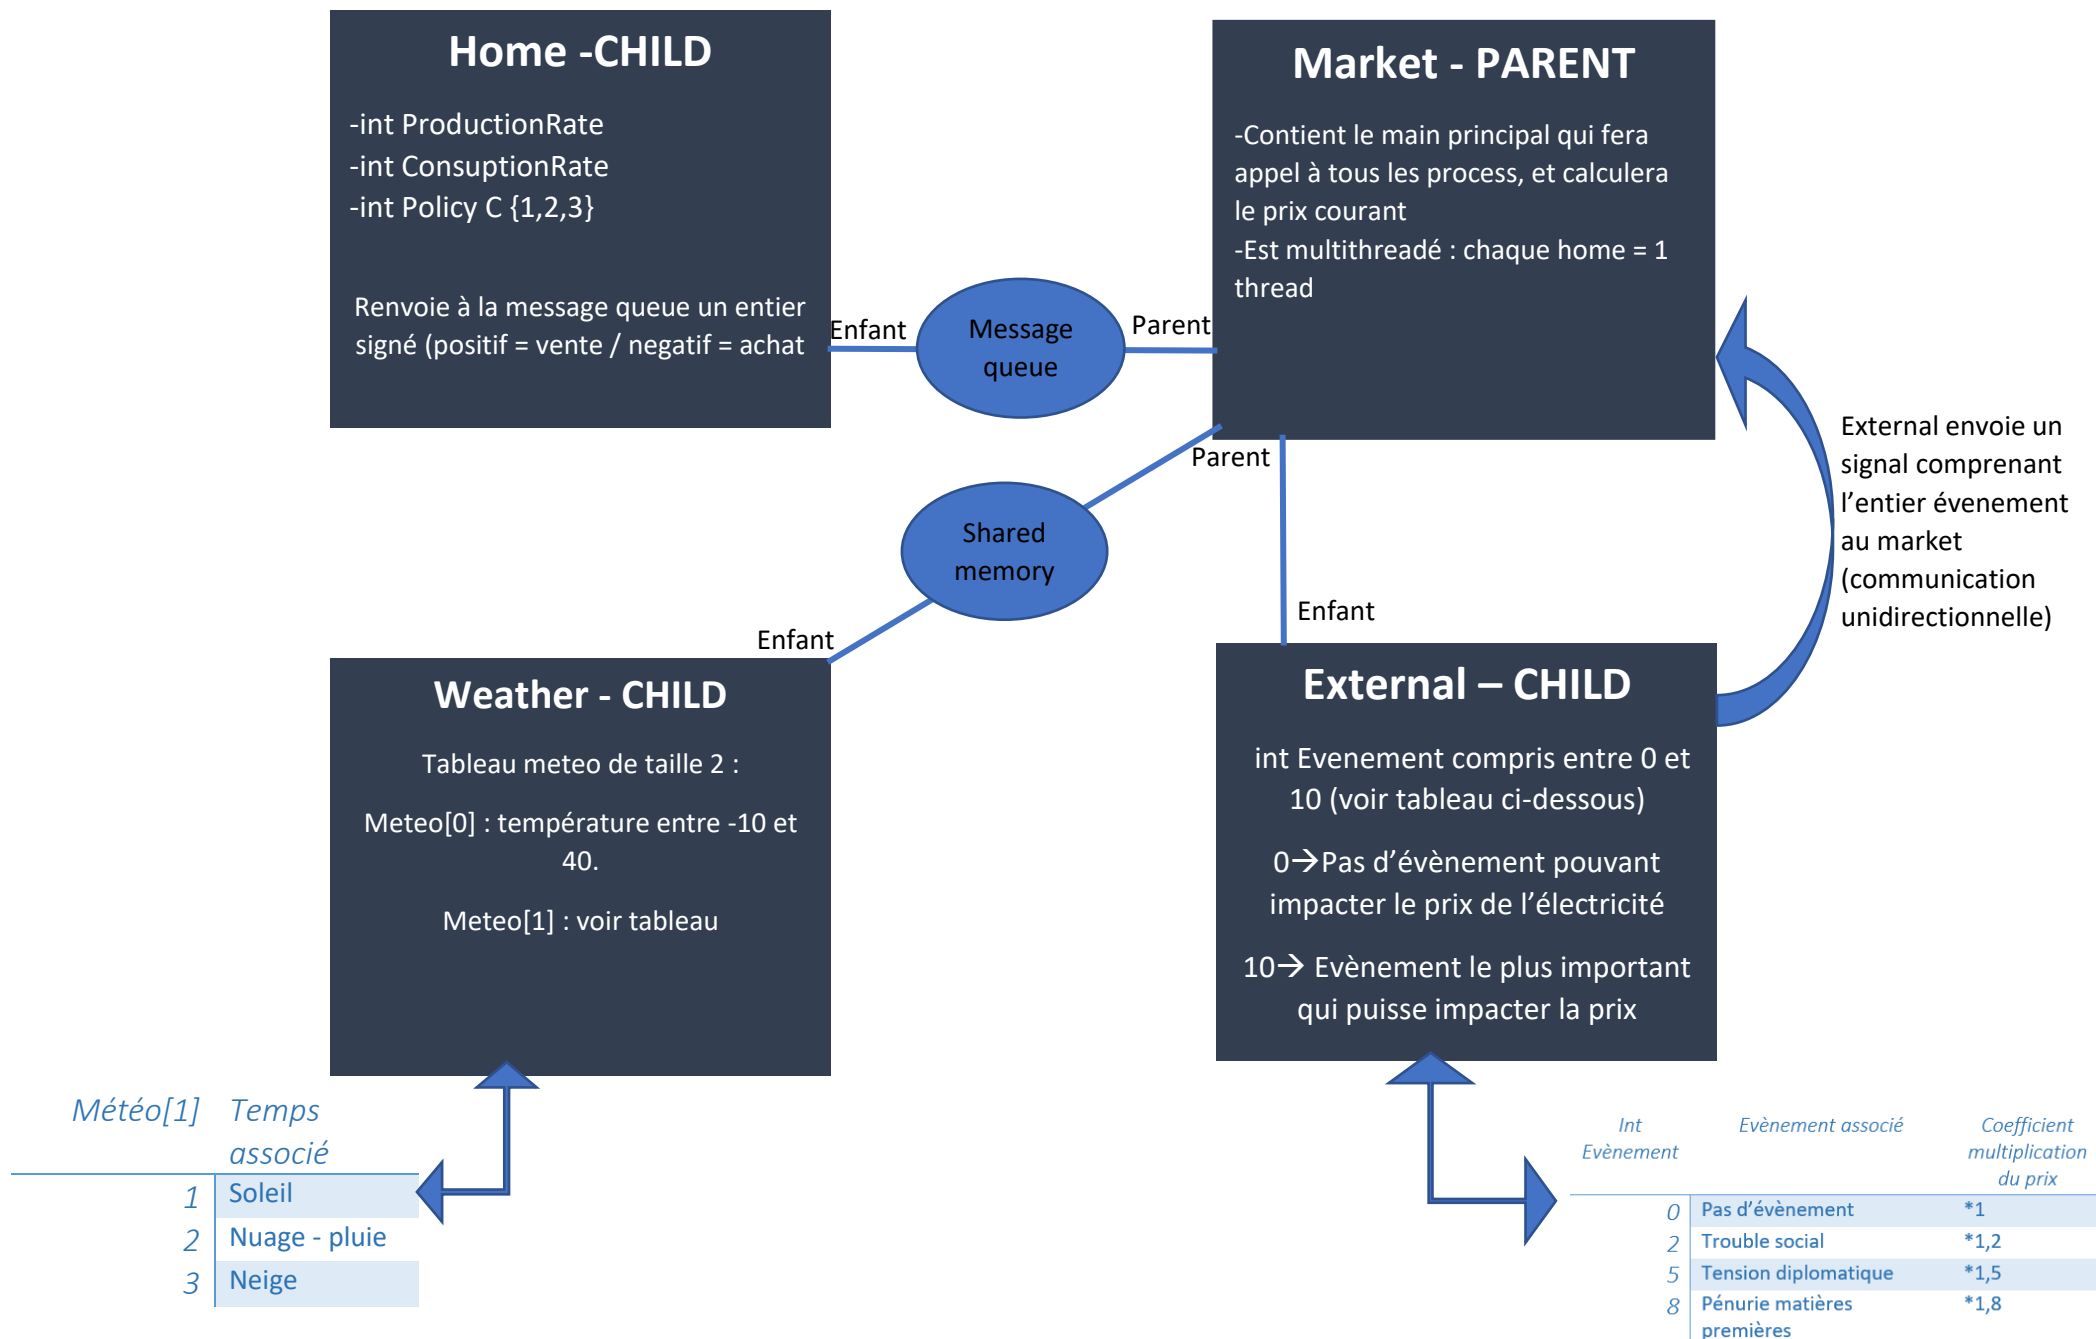 Home -CHILD
-int ProductionRate
-int ConsuptionRate
-int Policy C {1,2,3}
Renvoie à la message queue un entier
signé (positif = vente / negatif = achat
Market - PARENT
-Contient le main principal qui fera
appel à tous les process, et calculera
le prix courant
-Est multithreadé : chaque home = 1
thread
Enfant
Message
queue
Parent
Parent
Shared
memory
Enfant
Enfant
External envoie un
signal comprenant
l’entier évenement
au market
(communication
unidirectionnelle)
Weather - CHILD
Tableau meteo de taille 2 :
Meteo[0] : température entre -10 et
40.
Meteo[1] : voir tableau
External – CHILD
int Evenement compris entre 0 et
10 (voir tableau ci-dessous)
0→Pas d’évènement pouvant
impacter le prix de l’électricité
10→ Evènement le plus important
qui puisse impacter la prix
Météo[1] Temps
associé
1 Soleil
2 Nuage - pluie
3 Neige
Int
Evènement
Evènement associé
Coefficient
multiplication
du prix
0 Pas d’évènement *1
2 Trouble social *1,2
5 Tension diplomatique *1,5
8 Pénurie matières *1,8
premières